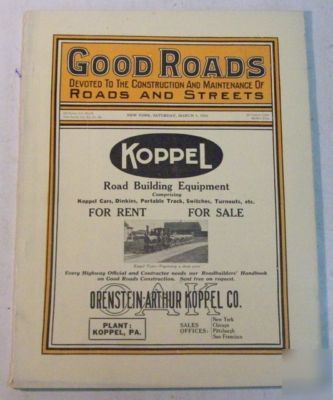 GOOD ROADS
DEVOTED TO THE CONSTRUCTION AND MAINTENANCE OF
ROADS AND STREETS
NEW YORK, SATURDAY, MARCH
KOPPEL
Road Building Equipment
Comprising
Koppel Cars, Dinkies, Portable Track, Switches, Turnouts, etc.
FOR RENT FOR SALE
Every Highway Official and Contractor needs our Roadbuilders' Handbook
on Good Roads Construction. Sent free on request.
OAK
ORENSTEIN-ARTHUR KOPPEL CO.
PLANT:
KOPPEL, PA.
SALES
OFFICES:
New York
Chicago
Pittsburgh
San Francisco